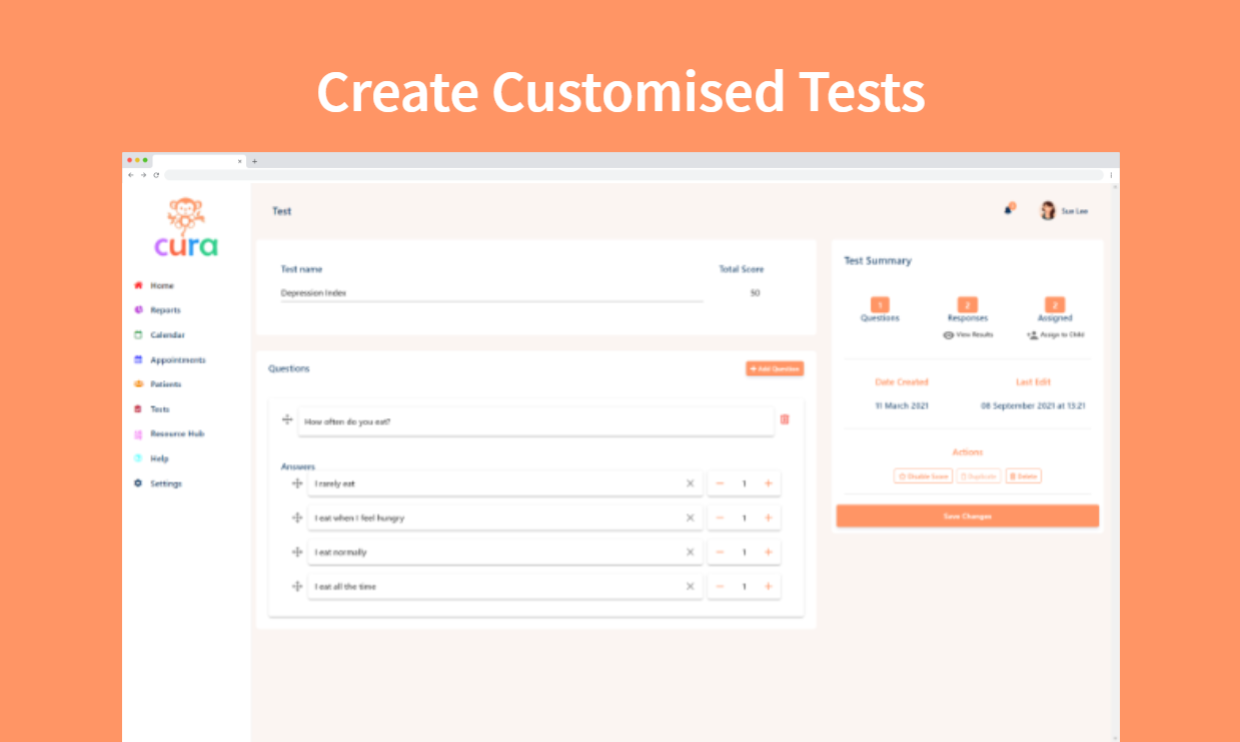 Create Customised Tests
cura
Home
Reports
Calendar
Appointments
Patients
Tests
Resource Hub
Help
Settings
Test
Sue Lee
Test name
Total Score
Depression Index
50
Questions
+ Add Question
How often do you eat?
Answers
I rarely eat
1
I eat when I feel hungry
1
I eat normally
1
I eat all the time
1
Test Summary
1
2
2
Questions
Responses
Assigned
View Results
Assign to Child
Date Created
Last Edit
11 March 2021
08 September 2021 at 13:21
Actions
Disable Score
Duplicate
Delete
Save Changes